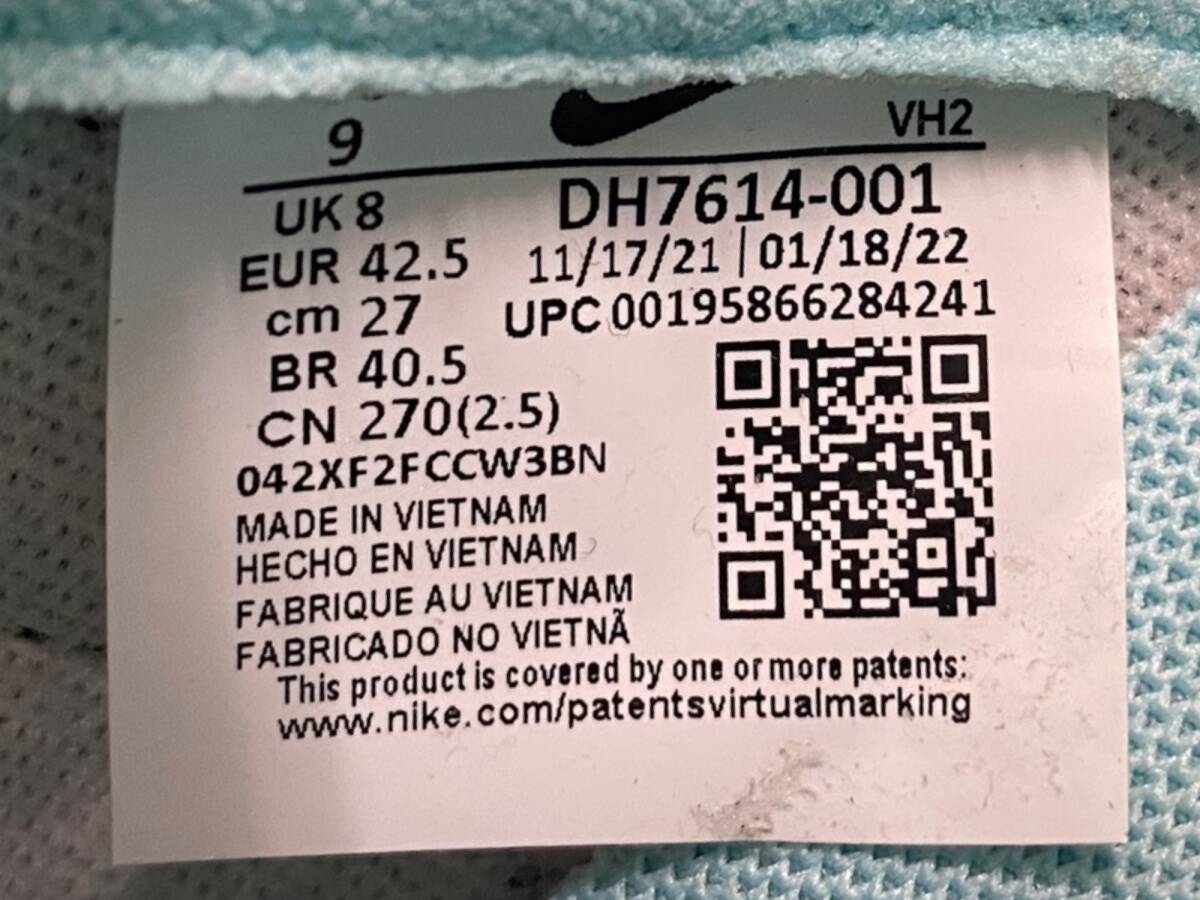 9 VH2
UK 8 DH7614-001
EUR 42.5 11/17/21 | 01/18/22
cm 27 UPC 00195866284241
BR 40.5
CN 270(2.5)
042XF2FCCW3BN
MADE IN VIETNAM
HECHO EN VIETNAM
FABRIQUE AU VIETNAM
FABRICADO NO VIETNÃ
This product is covered by one or more patents:
www.nike.com/patentsvirtualmarking